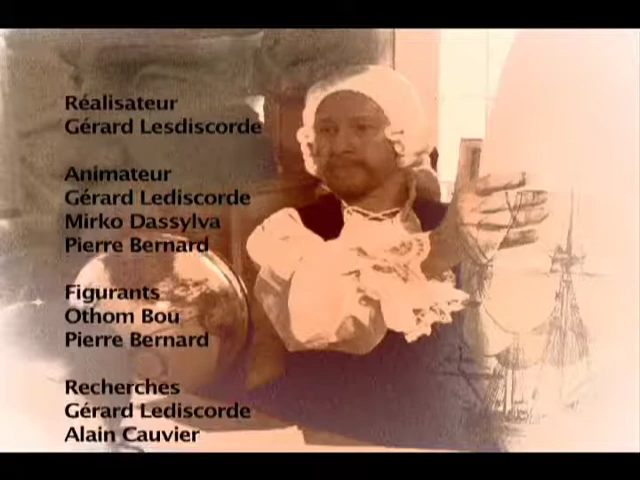 Réalisateur
Gérard Lesdiscorde
Animateur
Gérard Lediscorde
Mirko Dassylva
Pierre Bernard
Figurants
Othom Bou
Pierre Bernard
Recherches
Gérard Lediscorde
Alain Cauvier